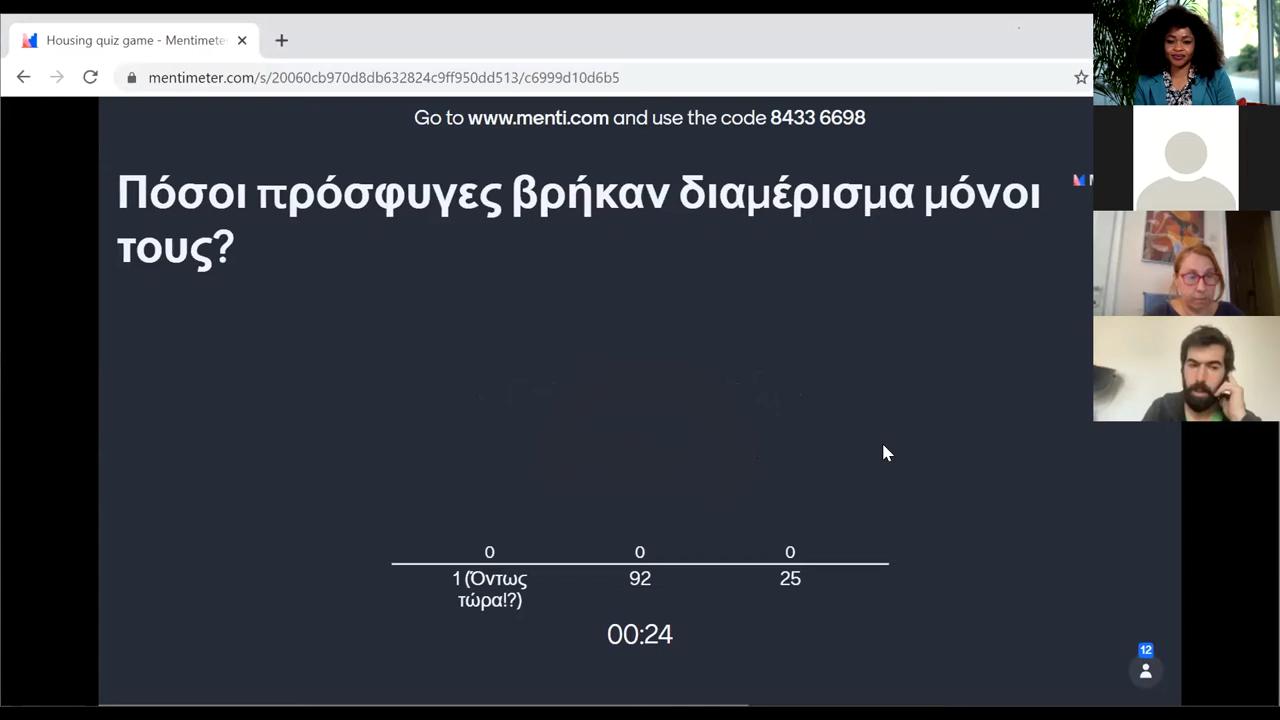 Housing quiz game - Mentimete
mentimeter.com/s/20060cb970d8db632824c9ff950dd513/c6999d10d6b5
Go to www.menti.com and use the code 8433 6698
Πόσοι πρόσφυγες βρήκαν διαμέρισμα μόνοι
τους?
0 0 0
1 (Όντως 92 25
τώρα!?)
00:24
12